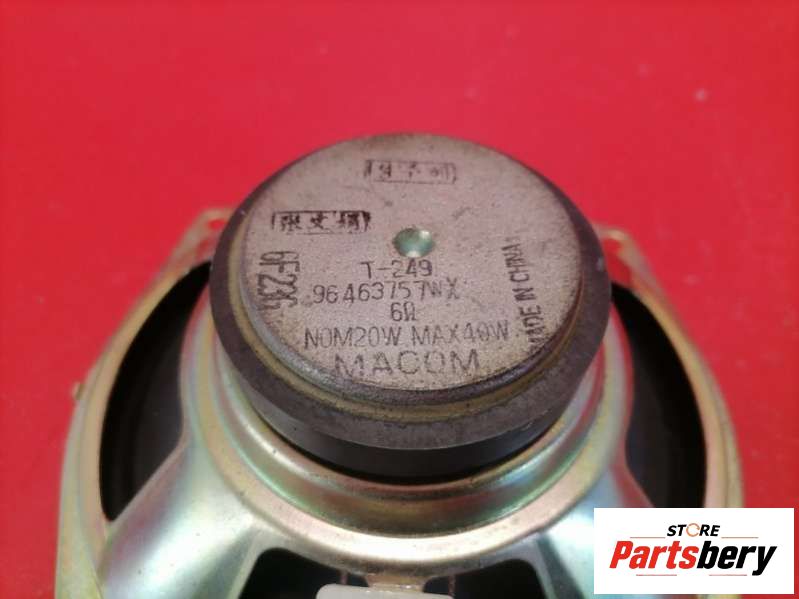 T-249
96463757WX
6Ω
NOM20W MAX40W
MACOM
MADE IN CHINA
STORE
Partsbery